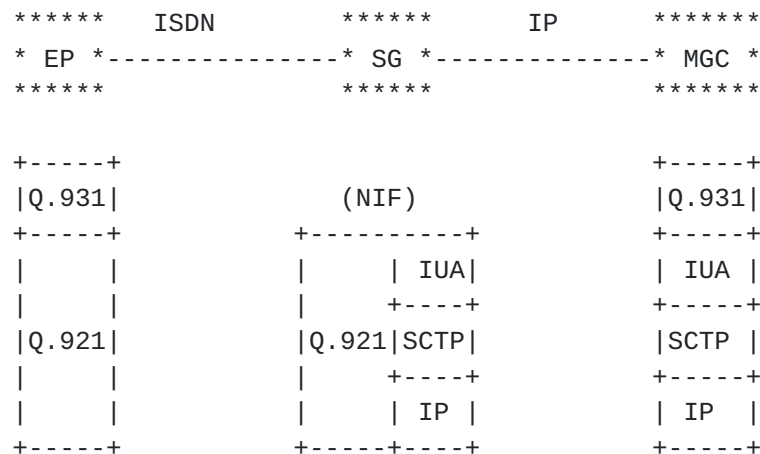 ******   ISDN        ******      IP      *******
* EP *---------------* SG *--------------* MGC *
******               ******              *******

+-----+                                  +-----+
|Q.931|              (NIF)               |Q.931|
+-----+           +----------+           +-----+
|     |           |     | IUA|           | IUA |
|     |           |     +----+           +-----+
|Q.921|           |Q.921|SCTP|           |SCTP |
|     |           |     +----+           +-----+
|     |           |     | IP |           | IP  |
+-----+           +-----+----+           +-----+